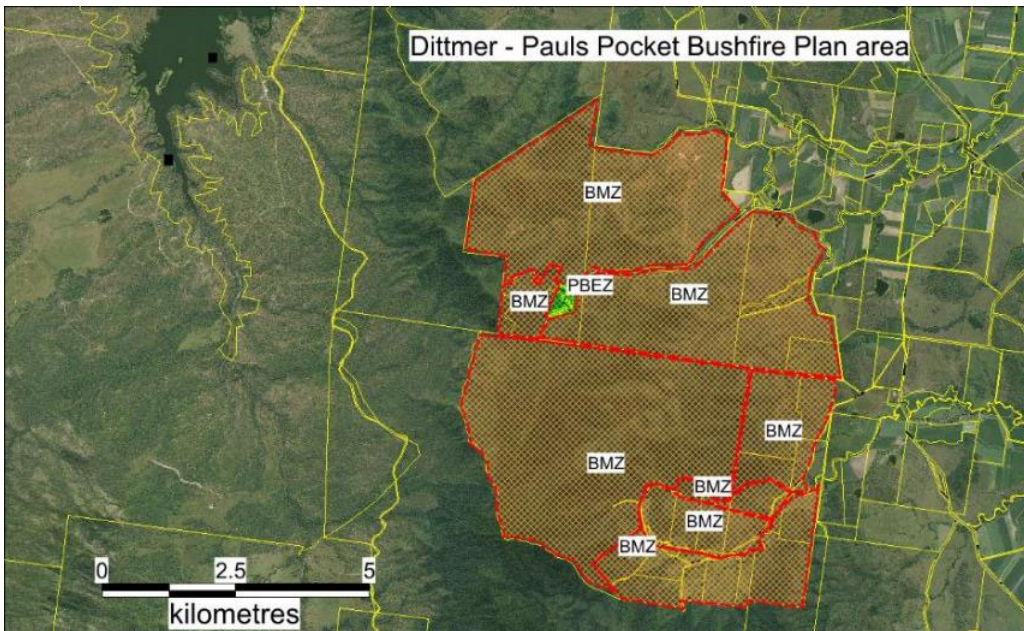 Dittmer - Pauls Pocket Bushfire Plan area
BMZ
PBEZ
BMZ
BMZ
BMZ
BMZ
BMZ
BMZ
BMZ
0 2.5 5
kilometres